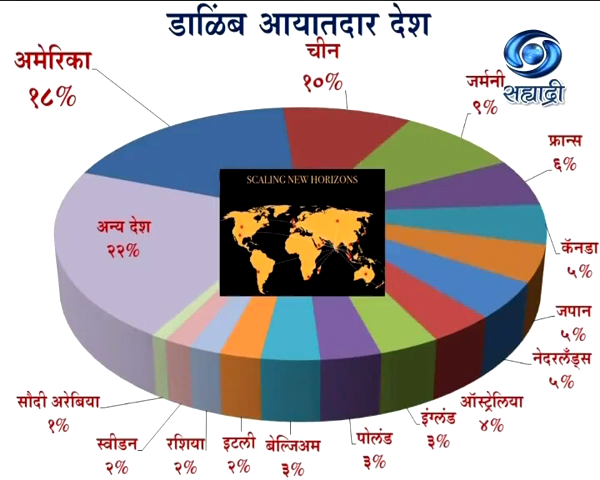 डाळिंब आयातदार देश
सह्याद्री
अमेरिका
१८%
चीन
१०%
जर्मनी
९%
फ्रान्स
६%
कॅनडा
५%
जपान
५%
नेदरलँड्स
५%
ऑस्ट्रेलिया
४%
इंग्लंड
३%
पोलंड
३%
बेल्जिअम
३%
इटली
२%
रशिया
२%
स्वीडन
२%
सौदी अरेबिया
१%
अन्य देश
२२%
SCALING NEW HORIZONS